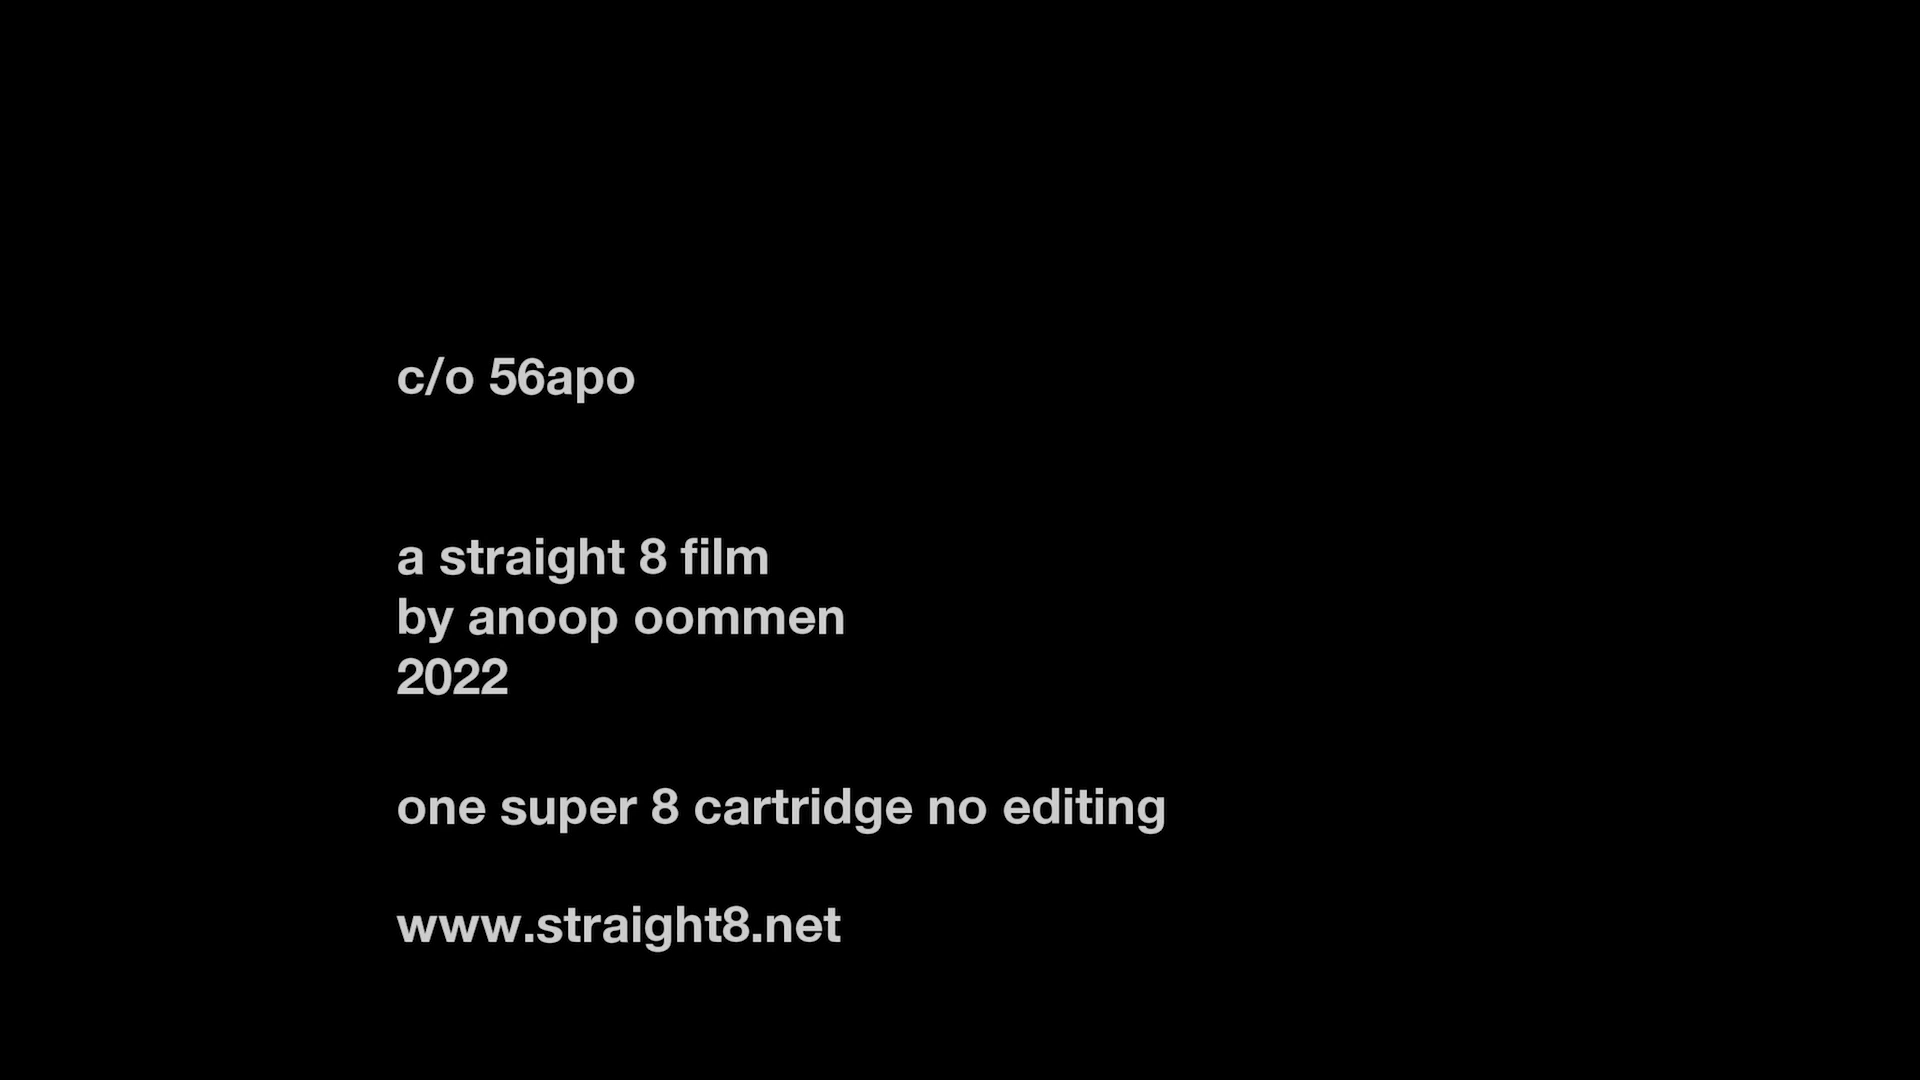 c/o 56apo
a straight 8 film
by anoop oommen
2022
one super 8 cartridge no editing
www.straight8.net